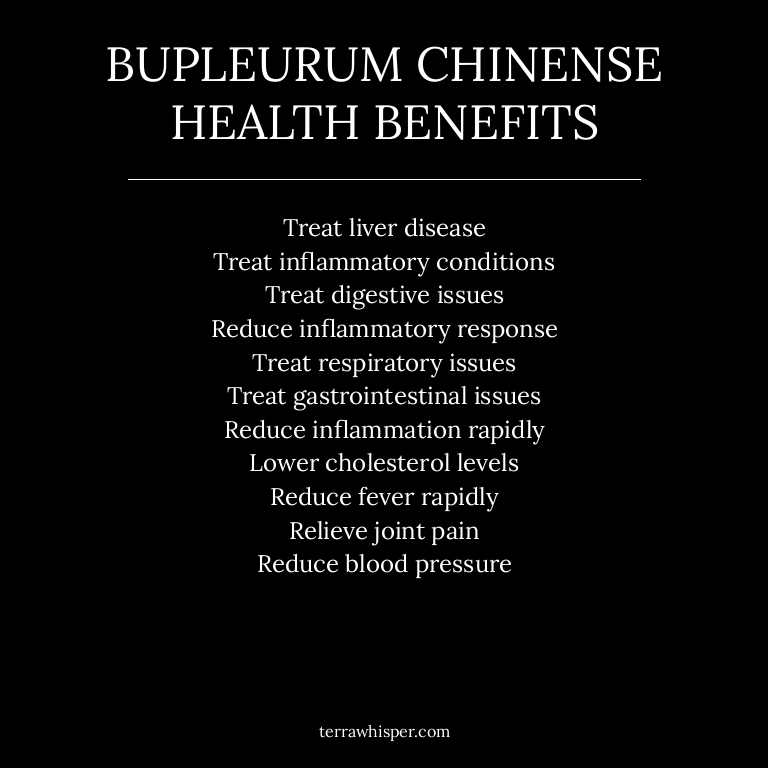 BUPLEURUM CHINENSE
HEALTH BENEFITS
Treat liver disease
Treat inflammatory conditions
Treat digestive issues
Reduce inflammatory response
Treat respiratory issues
Treat gastrointestinal issues
Reduce inflammation rapidly
Lower cholesterol levels
Reduce fever rapidly
Relieve joint pain
Reduce blood pressure
terrawhisper.com